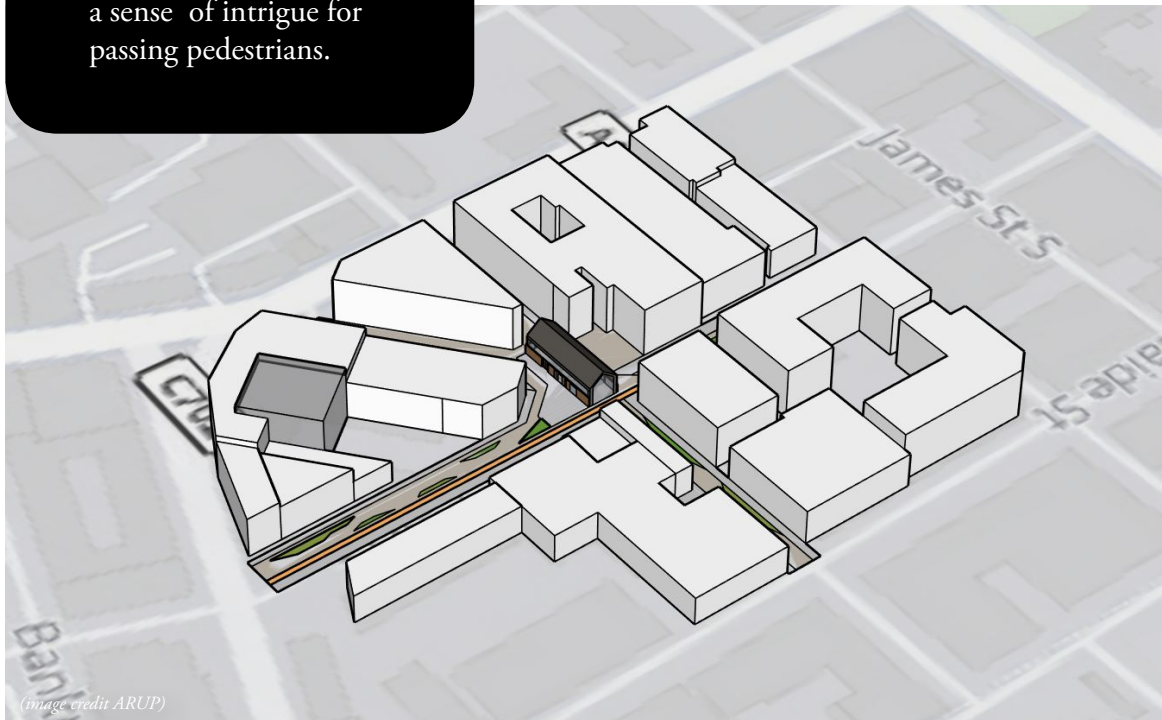 a sense  of intrigue for
passing pedestrians.
James St S
(image credit ARUP)